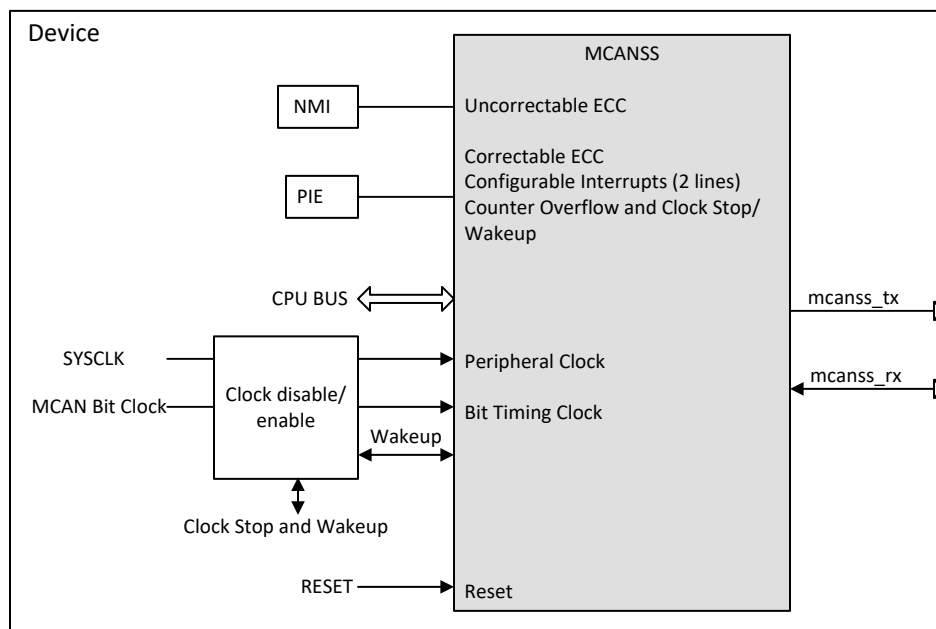 Device
MCANSS
NMI
Uncorrectable ECC
Correctable ECC
Configurable Interrupts (2 lines)
PIE
Counter Overflow and Clock Stop/
Wakeup
CPU BUS
mcanss_tx
SYSCLK
Peripheral Clock
mcanss_rx
Clock disable/
enable
MCAN Bit Clock
Bit Timing Clock
Wakeup
Clock Stop and Wakeup
RESET
Reset